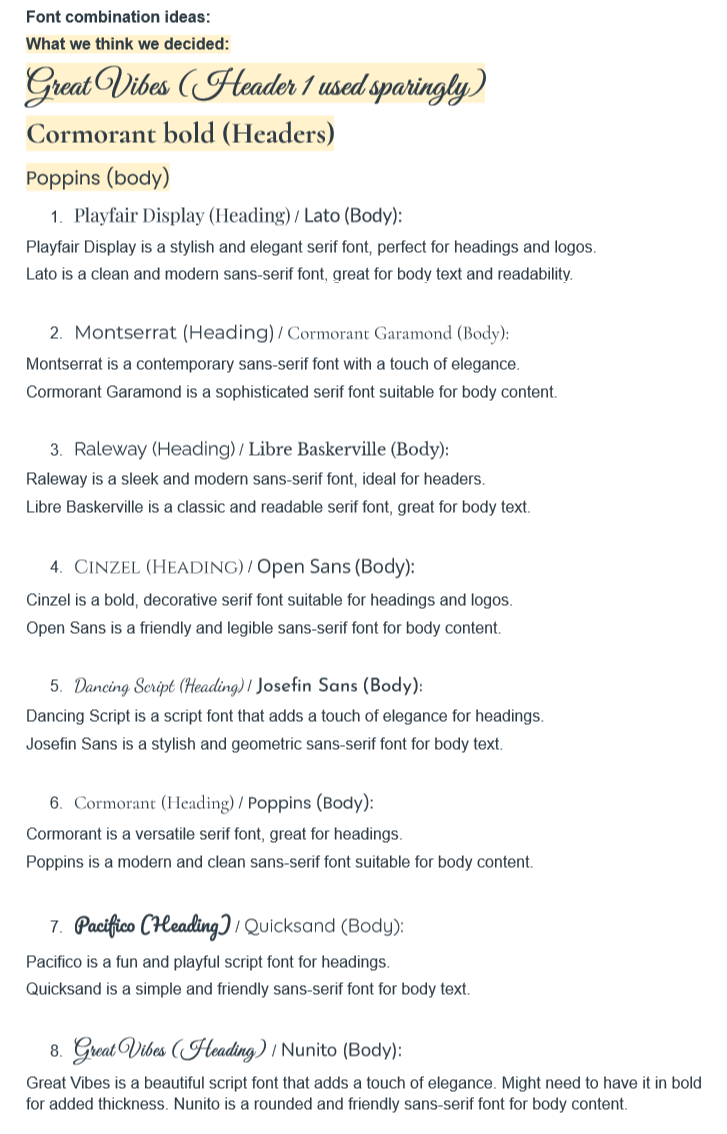 Font combination ideas:
What we think we decided:
Great Vibes (Header 1 used sparingly)
Cormorant bold (Headers)
Poppins (body)
1. Playfair Display (Heading) / Lato (Body):
Playfair Display is a stylish and elegant serif font, perfect for headings and logos.
Lato is a clean and modern sans-serif font, great for body text and readability.
2. Montserrat (Heading) / Cormorant Garamond (Body):
Montserrat is a contemporary sans-serif font with a touch of elegance.
Cormorant Garamond is a sophisticated serif font suitable for body content.
3. Raleway (Heading) / Libre Baskerville (Body):
Raleway is a sleek and modern sans-serif font, ideal for headers.
Libre Baskerville is a classic and readable serif font, great for body text.
4. Cinzel (Heading) / Open Sans (Body):
Cinzel is a bold, decorative serif font suitable for headings and logos.
Open Sans is a friendly and legible sans-serif font for body content.
5. Dancing Script (Heading) / Josefin Sans (Body):
Dancing Script is a script font that adds a touch of elegance for headings.
Josefin Sans is a stylish and geometric sans-serif font for body text.
6. Cormorant (Heading) / Poppins (Body):
Cormorant is a versatile serif font, great for headings.
Poppins is a modern and clean sans-serif font suitable for body content.
7. Pacifico (Heading) / Quicksand (Body):
Pacifico is a fun and playful script font for headings.
Quicksand is a simple and friendly sans-serif font for body text.
8. Great Vibes (Heading) / Nunito (Body):
Great Vibes is a beautiful script font that adds a touch of elegance. Might need to have it in bold
for added thickness. Nunito is a rounded and friendly sans-serif font for body content.